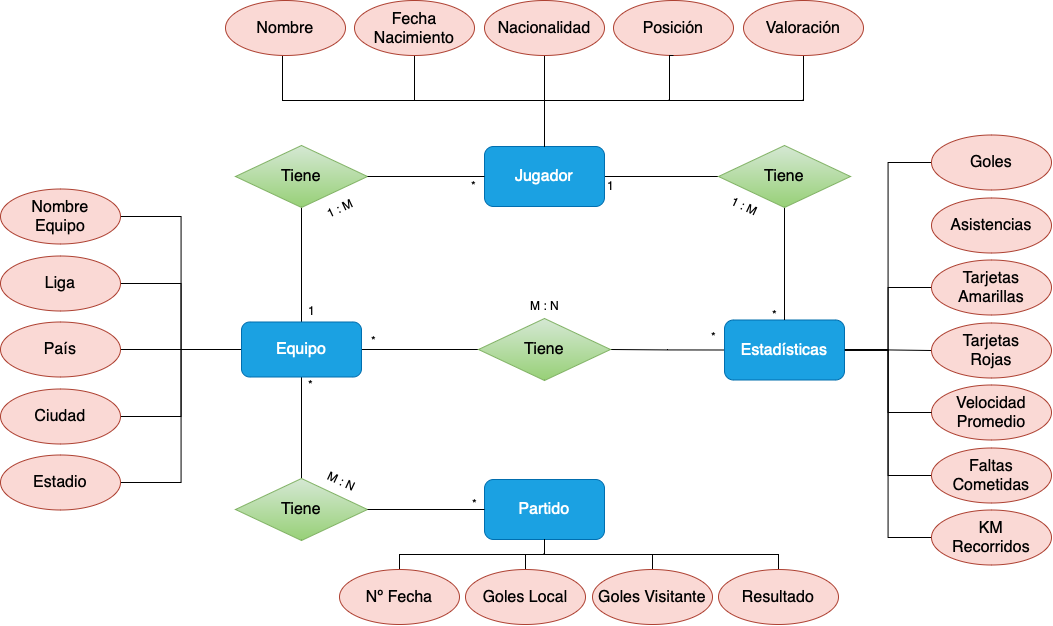 Nombre
Fecha
Nacimiento
Nacionalidad
Posición
Valoración
Tiene
*
Jugador
1
Tiene
1 : M
1 : M
Goles
Asistencias
Tarjetas
Amarillas
Tarjetas
Rojas
Velocidad
Promedio
Faltas
Cometidas
KM
Recorridos
Nombre
Equipo
Liga
País
Ciudad
Estadio
1
Equipo
*
*
M : N
Tiene
*
*
Estadísticas
M : N
Tiene
*
Partido
Nº Fecha
Goles Local
Goles Visitante
Resultado